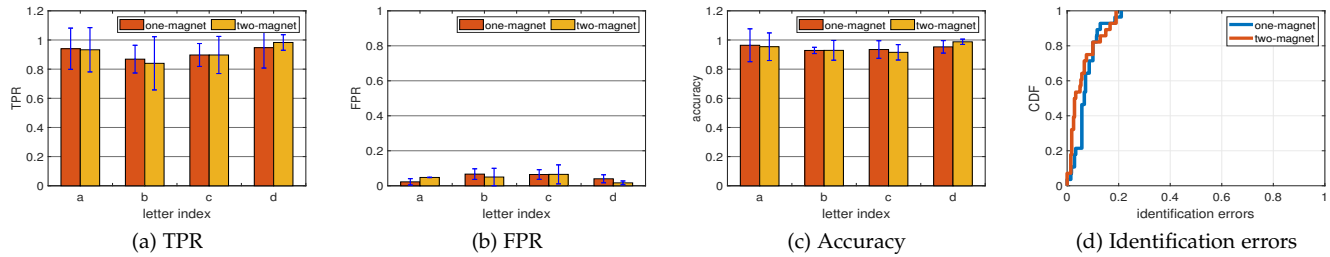 one-magnet two-magnet
1.2
1
0.8
0.6
0.4
0.2
0
TPR
a b c d
letter index
(a) TPR
one-magnet two-magnet
1
0.8
0.6
0.4
0.2
0
FPR
a b c d
letter index
(b) FPR
one-magnet two-magnet
1.2
1
0.8
0.6
0.4
0.2
0
accuracy
a b c d
letter index
(c) Accuracy
one-magnet
two-magnet
1
0.8
0.6
0.4
0.2
0
CDF
0 0.2 0.4 0.6 0.8 1
identification errors
(d) Identification errors